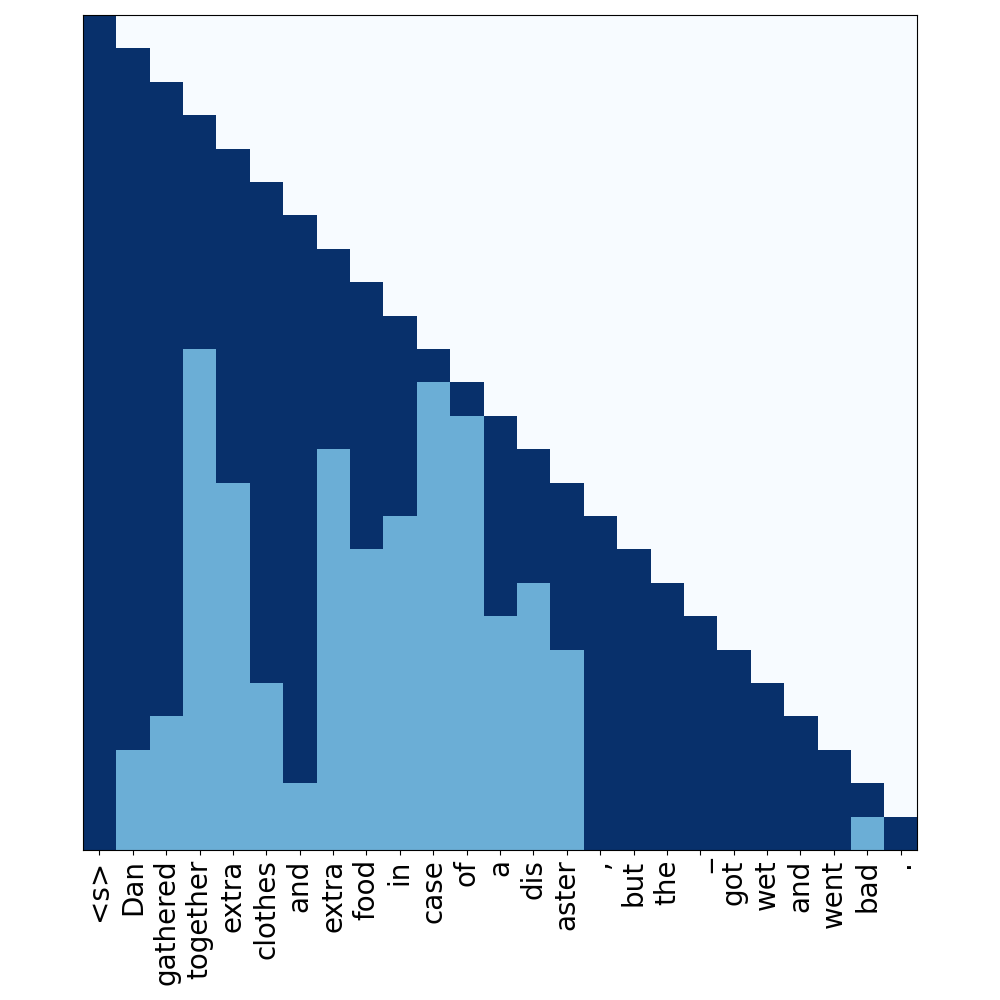 <s>
Dan
gathered
together
extra
clothes
and
extra
food
in
case
of
a
dis
aster
,
but
the
_
got
wet
and
went
bad
.